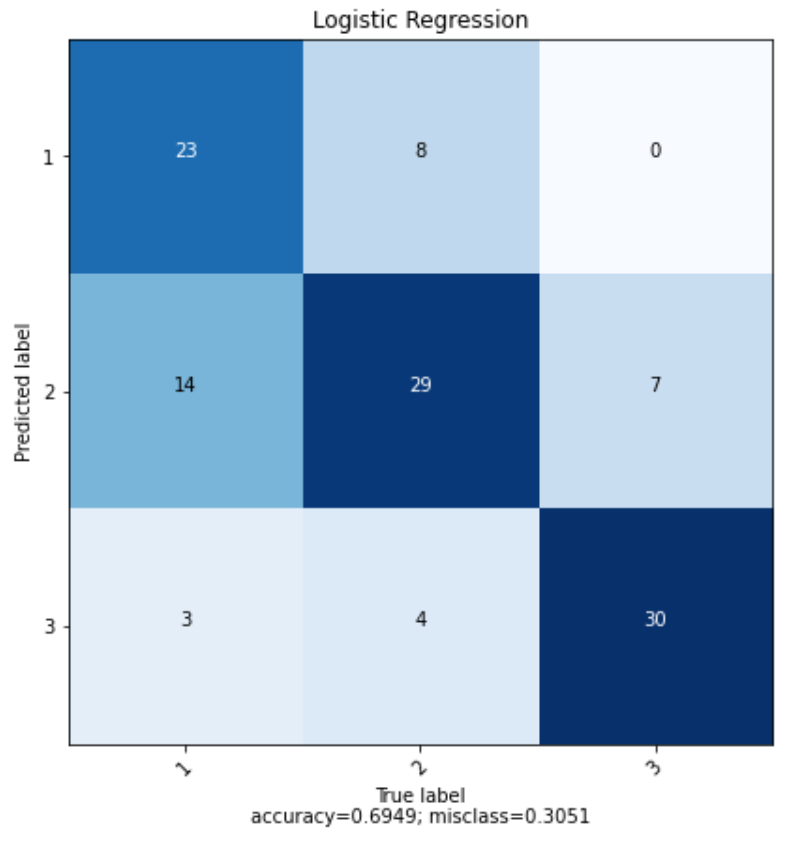 Logistic Regression
1 23 8 0
Predicted label
2 14 29 7
3 3 4 30
1 2 3
True label
accuracy=0.6949; misclass=0.3051